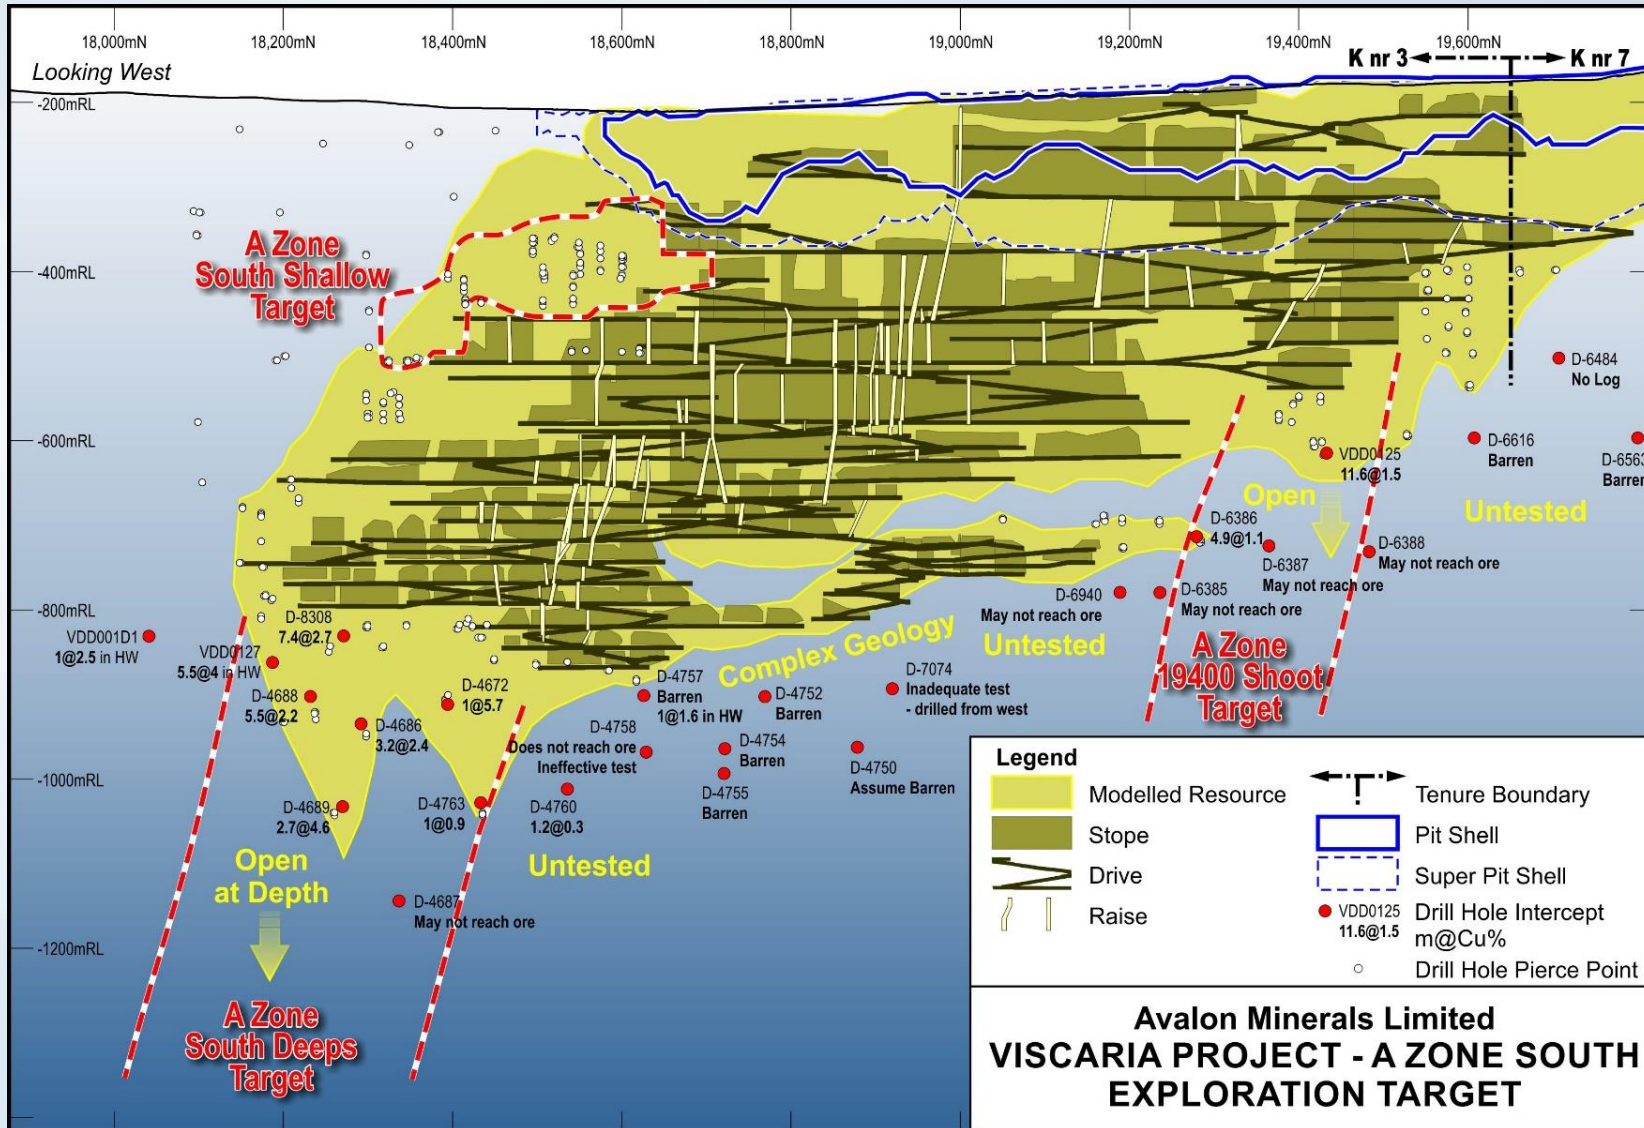 18,000mN 18,200mN 18,400mN 18,600mN 18,800mN 19,000mN 19,200mN 19,400mN 19,600mN
K nr 3 K nr 7
Looking West
-200mRL
-400mRL
-600mRL
-800mRL
-1000mRL
-1200mRL
A Zone
South Shallow
Target
D-6484
No Log
D-6616
Barren
D-6563
Barren
VDD0125
11.6@1.5
Open
Untested
D-6386
4.9@1.1
D-6387
May not reach ore
D-6388
May not reach ore
D-6940
May not reach ore
D-6385
May not reach ore
Untested
A Zone
19400 Shoot
Target
Complex Geology
VDD001D1
1@2.5 in HW
D-8308
7.4@2.7
VDD0127
5.5@4 in HW
D-4688
5.5@2.2
D-4686
3.2@2.4
D-4672
1@5.7
D-4757
Barren
1@1.6 in HW
D-4758
Does not reach ore
Ineffective test
D-4752
Barren
D-7074
Inadequate test
- drilled from west
D-4754
Barren
D-4755
Barren
D-4750
Assume Barren
D-4689
2.7@4.6
D-4763
1@0.9
D-4760
1.2@0.3
Open
at Depth
Untested
D-4687
May not reach ore
A Zone
South Deeps
Target
Legend
Modelled Resource
Stope
Drive
Raise
Tenure Boundary
Pit Shell
Super Pit Shell
VDD0125
11.6@1.5
Drill Hole Intercept
m@Cu%
Drill Hole Pierce Point
Avalon Minerals Limited
VISCARIA PROJECT - A ZONE SOUTH
EXPLORATION TARGET